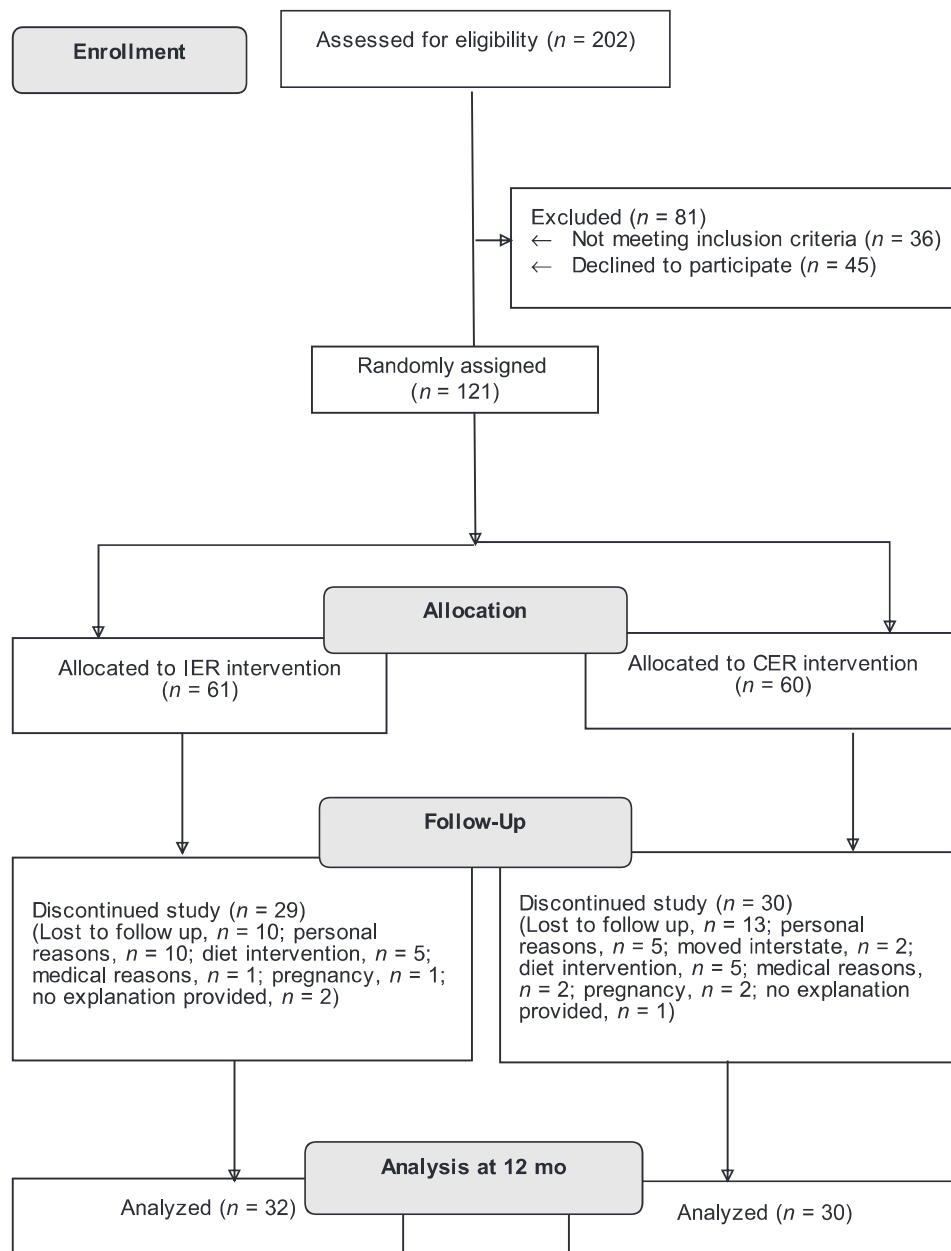 Enrollment
Assessed for eligibility (n = 202)
Excluded (n = 81)
← Not meeting inclusion criteria (n = 36)
← Declined to participate (n = 45)
Randomly assigned
(n = 121)
Allocation
Allocated to IER intervention
(n = 61)
Allocated to CER intervention
(n = 60)
Follow-Up
Discontinued study (n = 29)
(Lost to follow up, n = 10; personal
reasons, n = 10; diet intervention, n = 5;
medical reasons, n = 1; pregnancy, n = 1;
no explanation provided, n = 2)
Discontinued study (n = 30)
(Lost to follow up, n = 13; personal
reasons, n = 5; moved interstate, n = 2;
diet intervention, n = 5; medical reasons,
n = 2; pregnancy, n = 2; no explanation
provided, n = 1)
Analysis at 12 mo
Analyzed (n = 32)
Analyzed (n = 30)